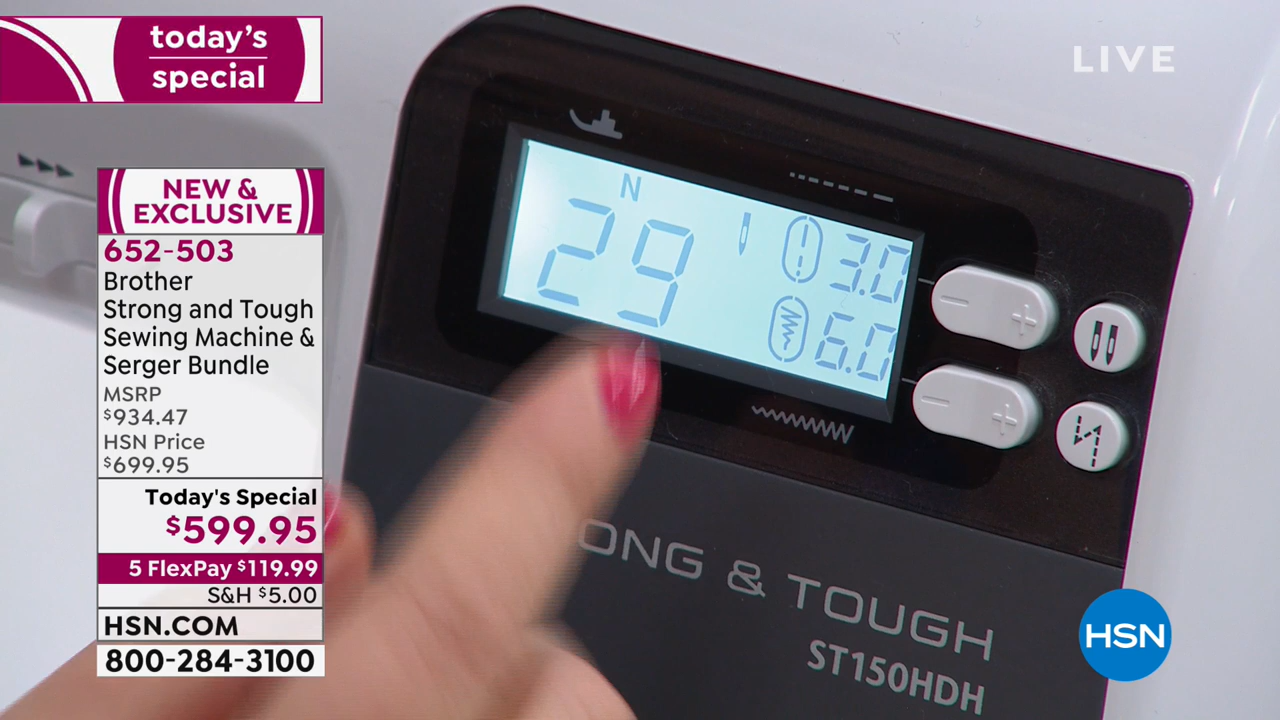 today's
special
LIVE
NEW &
EXCLUSIVE
652-503
Brother
Strong and Tough
Sewing Machine &
Serger Bundle
MSRP
$934.47
HSN Price
$699.95
Today's Special
$599.95
5 FlexPay $119.99
S&H $5.00
HSN.COM
800-284-3100
N
29
3.0
6.0
- +
- +
ONG & TOUGH
ST150HDH
HSN